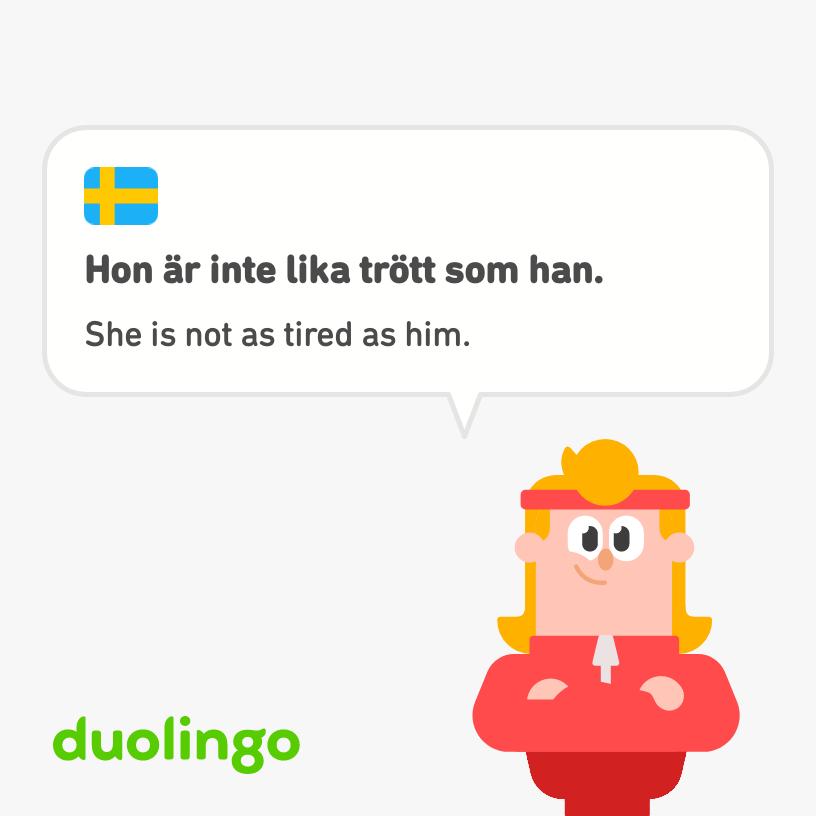 Hon är inte lika trött som han.
She is not as tired as him.
duolingo